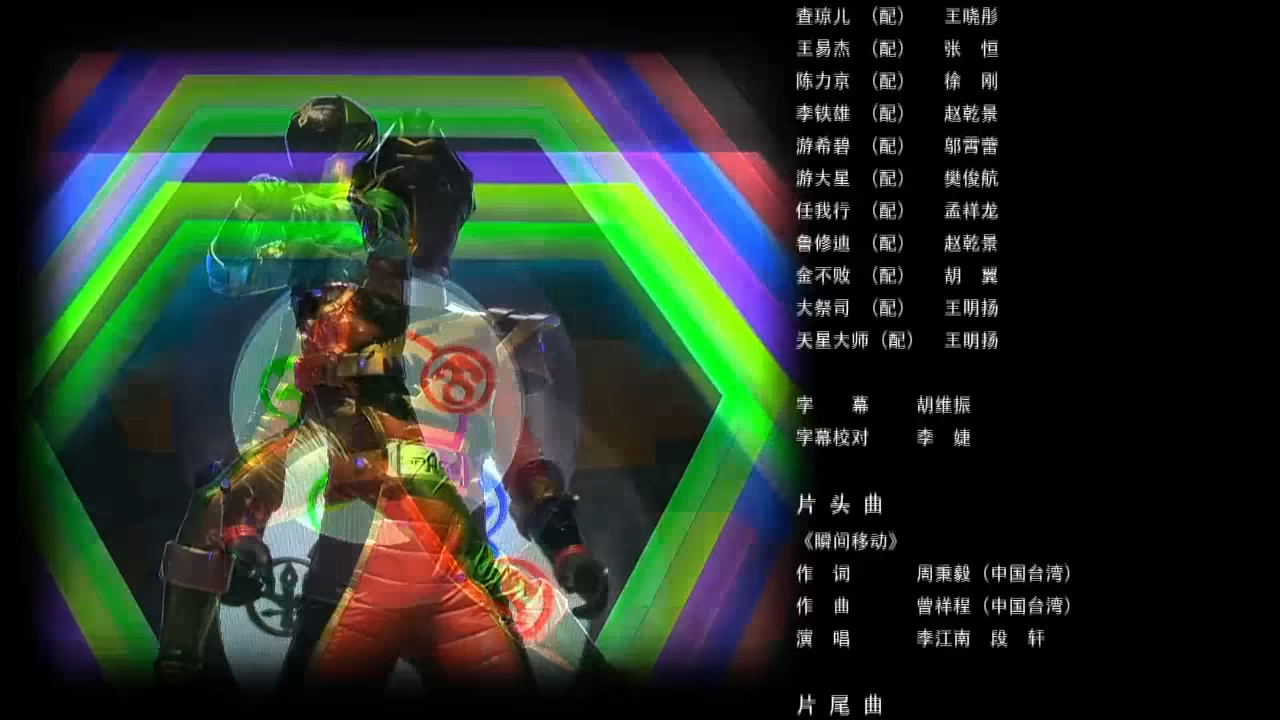 查琼儿 （配） 王晓彤
王易杰 （配） 张 恒
陈力京 （配） 徐 刚
李铁雄 （配） 赵乾景
游希碧 （配） 邬霄蕾
游大星 （配） 樊俊航
任我行 （配） 孟祥龙
鲁修迪 （配） 赵乾景
金不败 （配） 胡 翼
大祭司 （配） 王明扬
天星大师（配） 王明扬
字 幕 胡维振
字幕校对 李 婕
片 头 曲
《瞬间移动》
作 词 周秉毅（中国台湾）
作 曲 曾祥程（中国台湾）
演 唱 李江南 段 轩
片 尾 曲